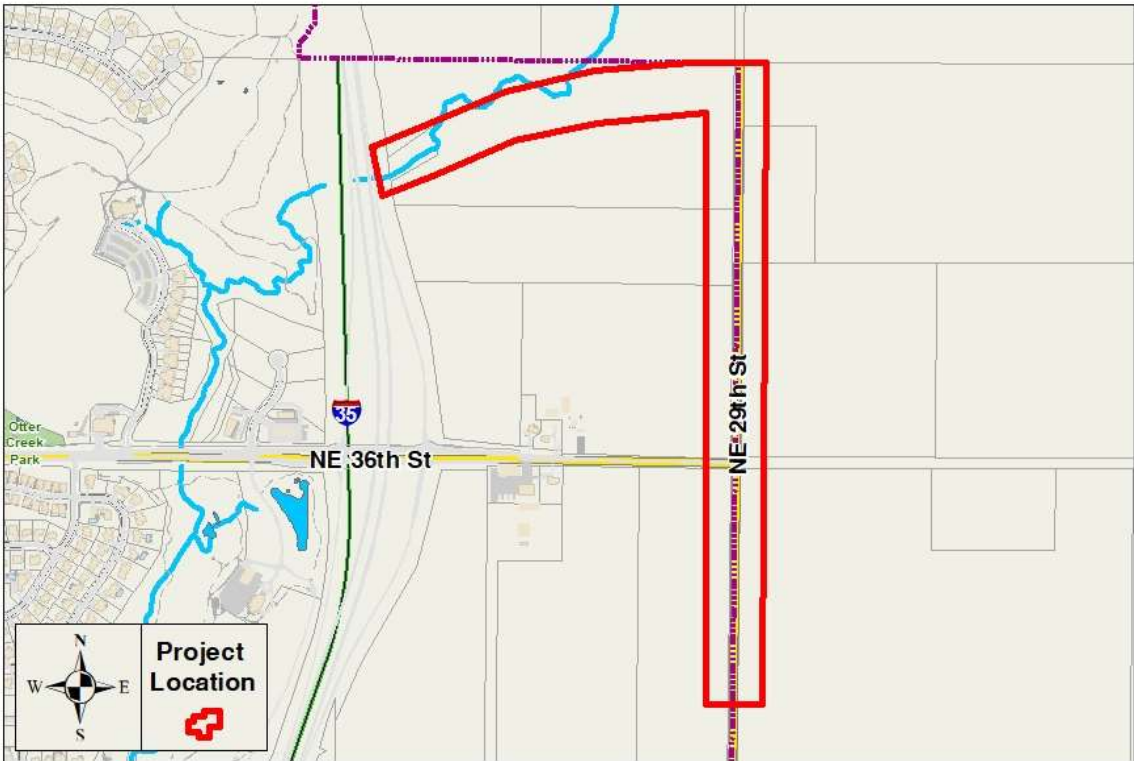 Otter
Creek
Park
35
NE 36th St
NE 29th St
N
W E
S
Project
Location